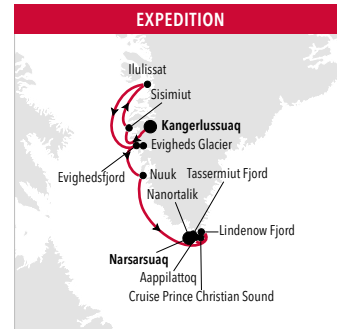 EXPEDITION
Ilulissat
Sisimiut
Kangerlussuaq
Evigheds Glacier
Evighedsfjord
Nuuk
Tassermiut Fjord
Nanortalik
Lindenow Fjord
Narsarsuaq
Aappilattoq
Cruise Prince Christian Sound